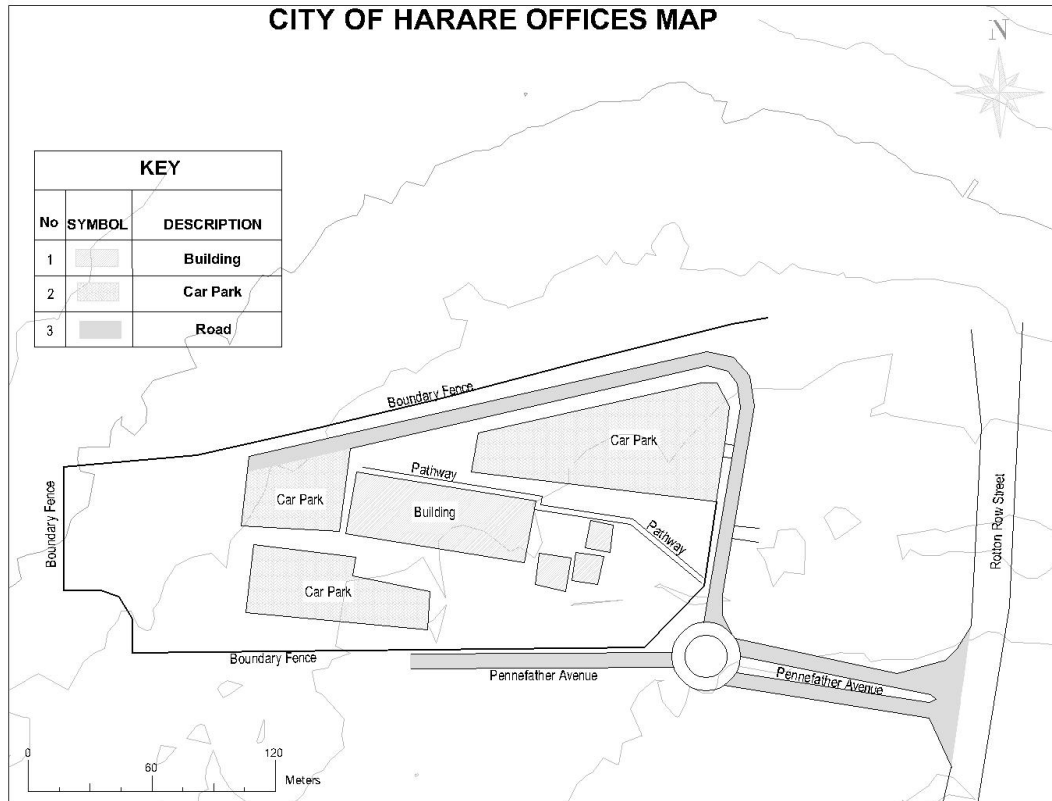 CITY OF HARARE OFFICES MAP
N
KEY
No SYMBOL DESCRIPTION
1 Building
2 Car Park
3 Road
Boundary Fence
Car Park
Pathway
Car Park
Building
Pathway
Boundary Fence
Rotton Row Street
Car Park
Boundary Fence
Pennefather Avenue
Pennefather Avenue
0 120
60 Meters